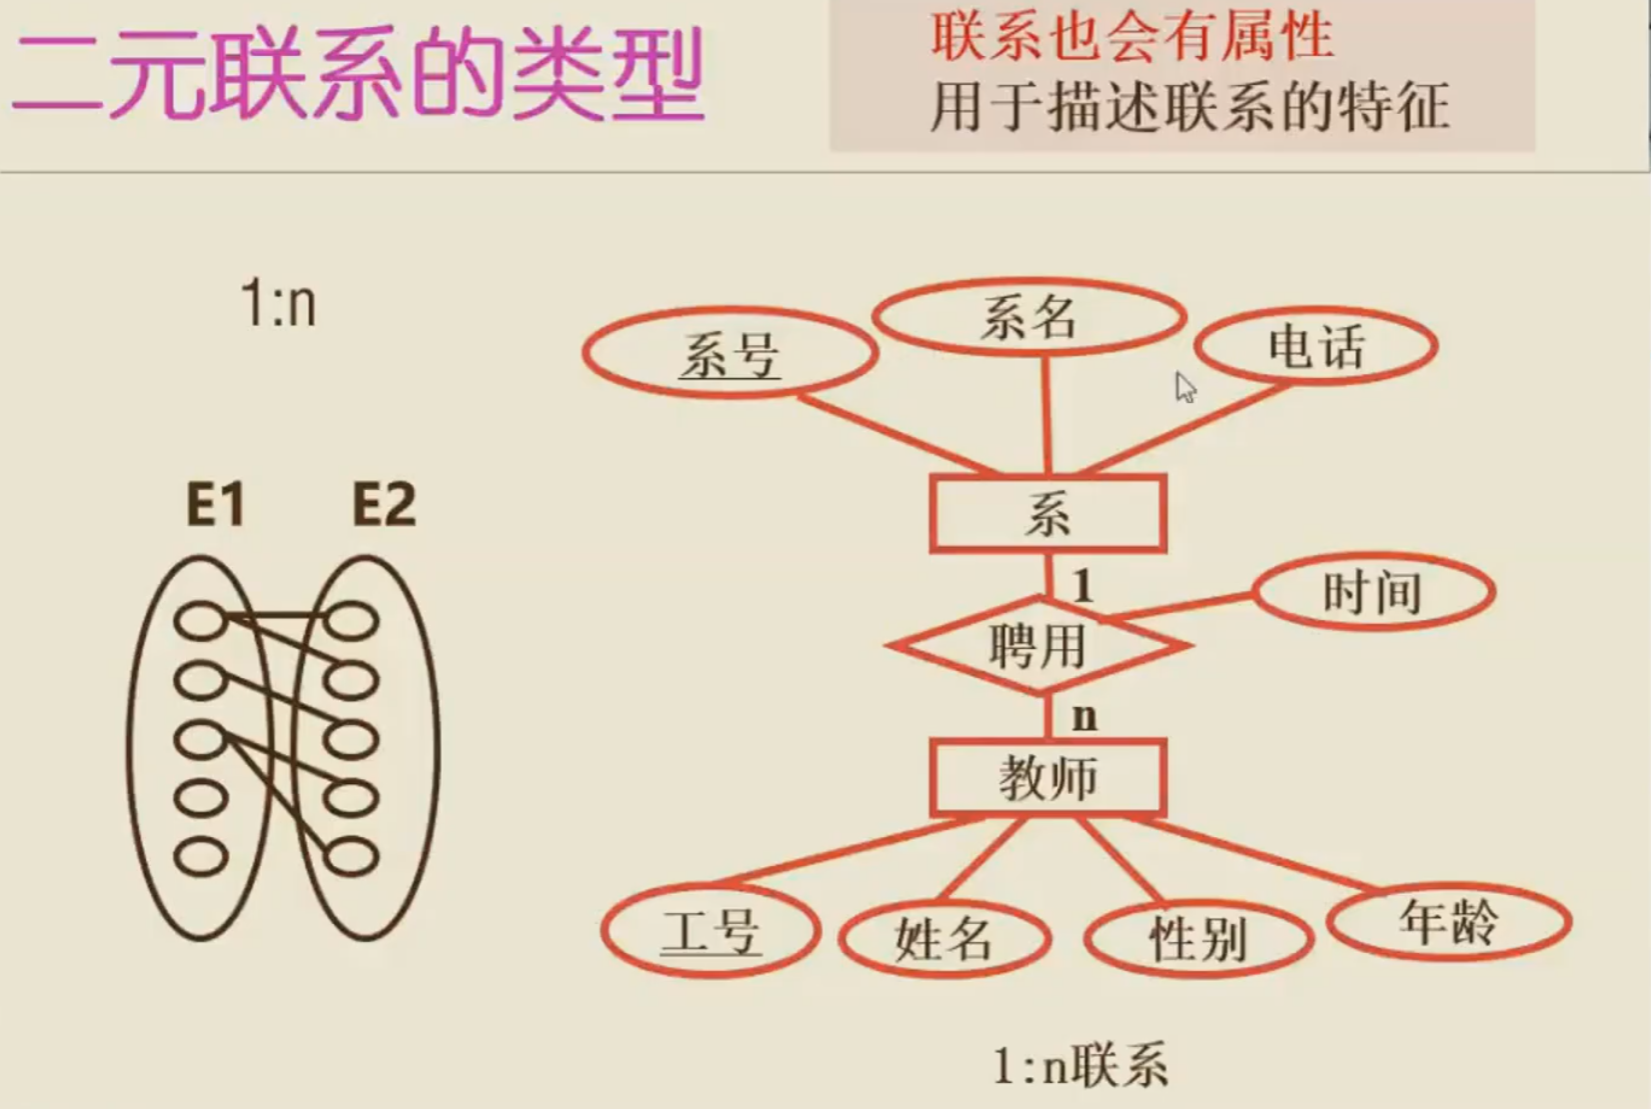 二元联系的类型
联系也会有属性
用于描述联系的特征
1:n
E1 E2
系号
系名
电话
系
1
聘用
时间
n
教师
工号
姓名
性别
年龄
1:n联系